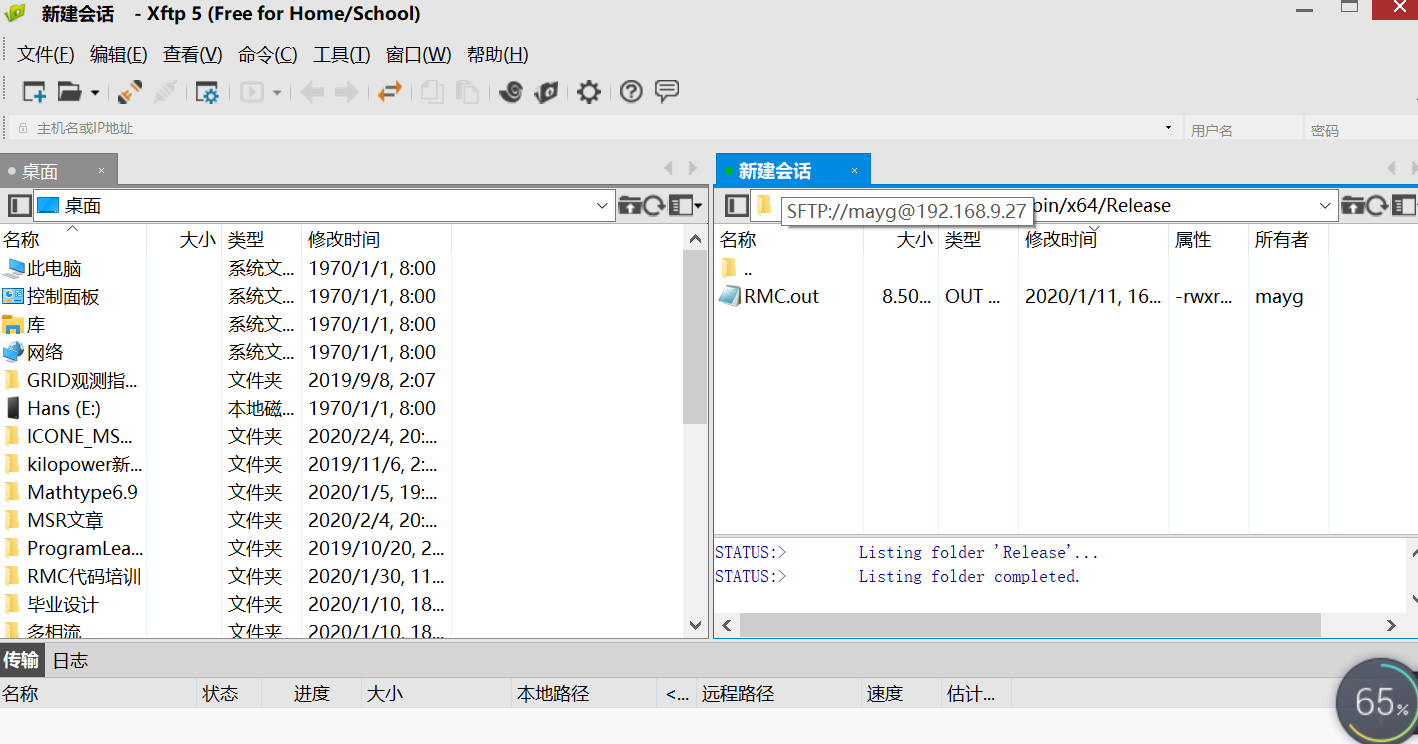 新建会话 - Xftp 5 (Free for Home/School)
文件(F) 编辑(E) 查看(V) 命令(C) 工具(T) 窗口(W) 帮助(H)
主机名或IP地址 用户名 密码
桌面 ×
桌面
名称 大小 类型 修改时间
此电脑 系统文... 1970/1/1, 8:00
控制面板 系统文... 1970/1/1, 8:00
库 系统文... 1970/1/1, 8:00
网络 系统文... 1970/1/1, 8:00
GRID观测指... 文件夹 2019/9/8, 2:07
Hans (E:) 本地磁... 1970/1/1, 8:00
ICONE_MS... 文件夹 2020/2/4, 20:...
kilopower新... 文件夹 2019/11/6, 2:...
Mathtype6.9 文件夹 2020/1/5, 19:...
MSR文章 文件夹 2020/2/4, 20:...
ProgramLea... 文件夹 2019/10/20, 2...
RMC代码培训 文件夹 2020/1/30, 11...
毕业设计 文件夹 2020/1/10, 18...
多相流 文件夹 2020/1/10, 18...
新建会话 ×
SFTP://mayg@192.168.9.27 bin/x64/Release
名称 大小 类型 修改时间 属性 所有者
..
RMC.out 8.50... OUT ... 2020/1/11, 16... -rwxr... mayg
STATUS:> Listing folder 'Release'...
STATUS:> Listing folder completed.
传输 日志
名称 状态 进度 大小 本地路径 <... 远程路径 速度 估计...
65%